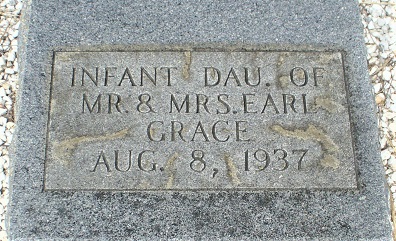 INFANT DAU. OF
MR. & MRS. EARL
GRACE
AUG. 8, 1937